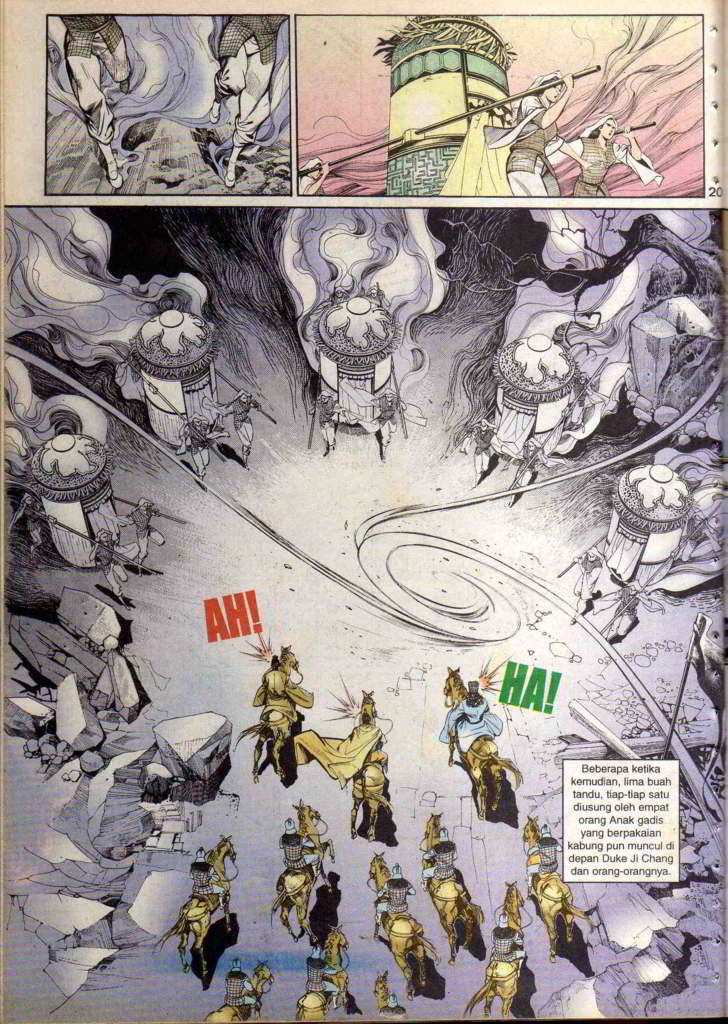 20
AH!
HA!
Beberapa ketika
kemudian, lima buah
tandu, tiap-tiap satu
diusung oleh empat
orang Anak gadis
yang berpakaian
kabung pun muncul di
depan Duke Ji Chang
dan orang-orangnya.